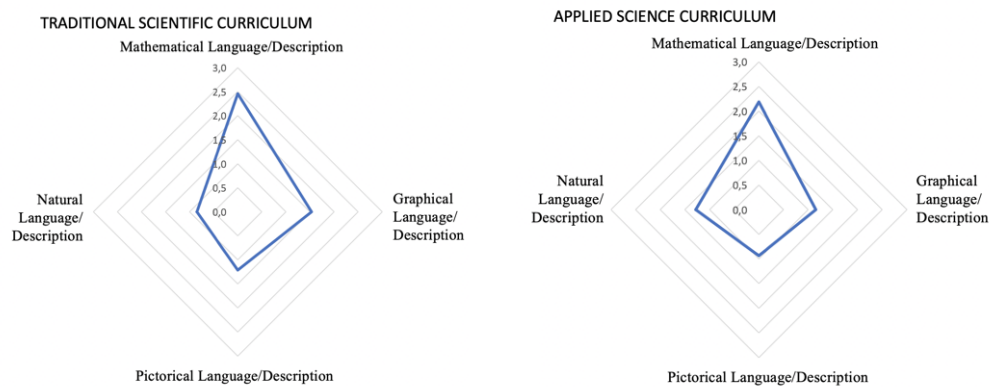 TRADITIONAL SCIENTIFIC CURRICULUM
Mathematical Language/Description
3,0
2,5
2,0
1,5
1,0
0,5
0,0
Natural
Language/
Description
Graphical
Language/
Description
Pictorical Language/Description
APPLIED SCIENCE CURRICULUM
Mathematical Language/Description
3,0
2,5
2,0
1,5
1,0
0,5
0,0
Natural
Language/
Description
Graphical
Language/
Description
Pictorical Language/Description